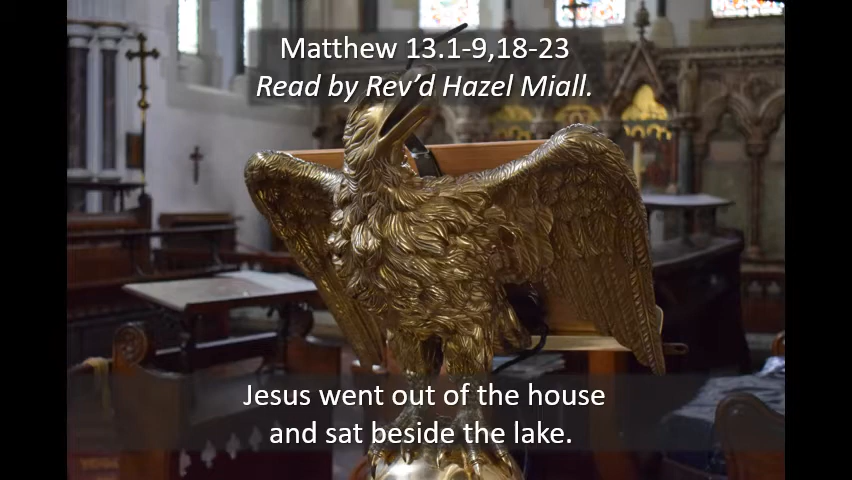 Matthew 13.1-9,18-23
Read by Rev’d Hazel Miall.
Jesus went out of the house
and sat beside the lake.